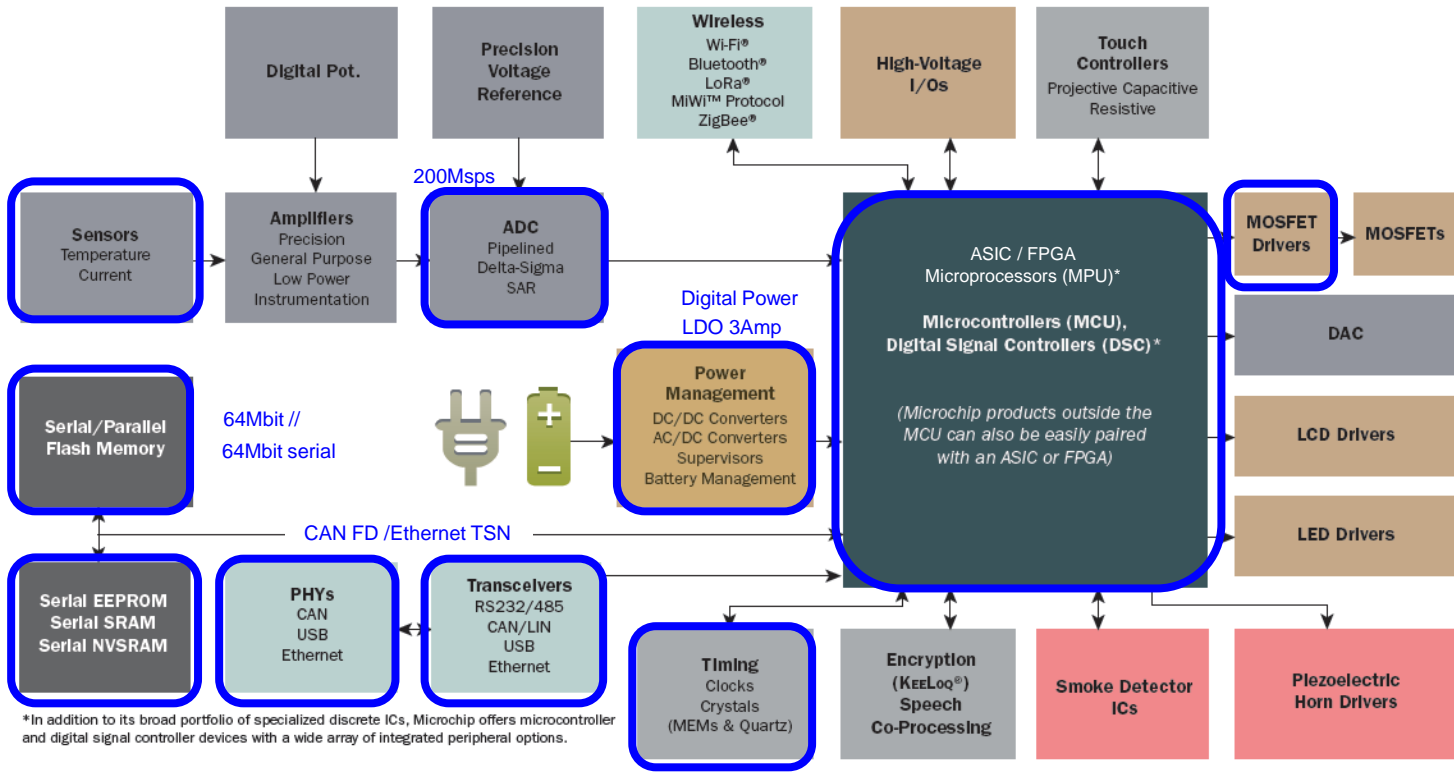 Digital Pot.
Precision
Voltage
Reference
Wireless
Wi-Fi®
Bluetooth®
LoRa®
MiWi™ Protocol
ZigBee®
High-Voltage
I/Os
Touch
Controllers
Projective Capacitive
Resistive
200Msps
Sensors
Temperature
Current
Amplifiers
Precision
General Purpose
Low Power
Instrumentation
ADC
Pipelined
Delta-Sigma
SAR
ASIC / FPGA
Microprocessors (MPU)*
Microcontrollers (MCU),
Digital Signal Controllers (DSC)*
(Microchip products outside the
MCU can also be easily paired
with an ASIC or FPGA)
MOSFET
Drivers
MOSFETs
DAC
LCD Drivers
LED Drivers
Digital Power
LDO 3Amp
Power
Management
DC/DC Converters
AC/DC Converters
Supervisors
Battery Management
Serial/Parallel
Flash Memory
64Mbit //
64Mbit serial
CAN FD /Ethernet TSN
Serial EEPROM
Serial SRAM
Serial NVSRAM
PHYs
CAN
USB
Ethernet
Transceivers
RS232/485
CAN/LIN
USB
Ethernet
Timing
Clocks
Crystals
(MEMs & Quartz)
Encryption
(KEELOQ®)
Speech
Co-Processing
Smoke Detector
ICs
Piezoelectric
Horn Drivers
*In addition to its broad portfolio of specialized discrete ICs, Microchip offers microcontroller
and digital signal controller devices with a wide array of integrated peripheral options.